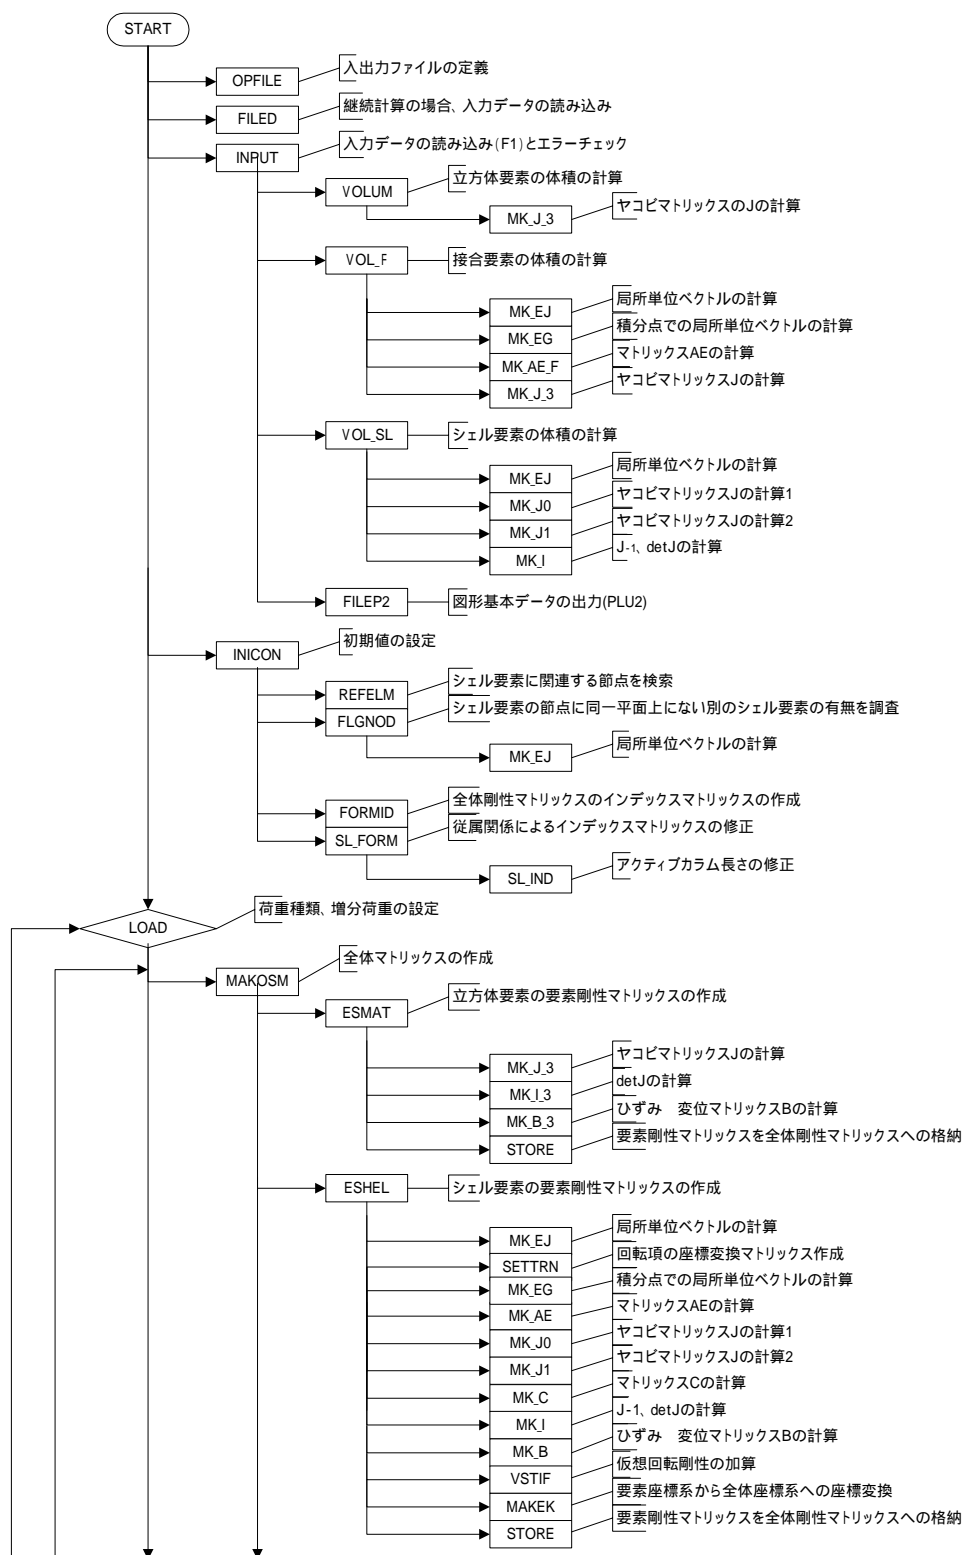 START
OPFILE
入出力ファイルの定義
FILED
継続計算の場合、入力データの読み込み
INPUT
入力データの読み込み(F1)とエラーチェック
VOLUM
立方体要素の体積の計算
MK_J_3
ヤコビマトリックスのJの計算
VOL_F
接合要素の体積の計算
MK_EJ
局所単位ベクトルの計算
MK_EG
積分点での局所単位ベクトルの計算
MK_AE_F
マトリックスAEの計算
MK_J_3
ヤコビマトリックスJの計算
VOL_SL
シェル要素の体積の計算
MK_EJ
局所単位ベクトルの計算
MK_J0
ヤコビマトリックスJの計算1
MK_J1
ヤコビマトリックスJの計算2
MK_I
J-1、detJの計算
FILEP2
図形基本データの出力(PLU2)
INICON
初期値の設定
REFELM
シェル要素に関連する節点を検索
FLGNOD
シェル要素の節点に同一平面上にない別のシェル要素の有無を調査
MK_EJ
局所単位ベクトルの計算
FORMID
全体剛性マトリックスのインデックスマトリックスの作成
SL_FORM
従属関係によるインデックスマトリックスの修正
SL_IND
アクティブカラム長さの修正
LOAD
荷重種類、増分荷重の設定
MAKOSM
全体マトリックスの作成
ESMAT
立方体要素の要素剛性マトリックスの作成
MK_J_3
ヤコビマトリックスJの計算
MK_I_3
detJの計算
MK_B_3
ひずみ　変位マトリックスBの計算
STORE
要素剛性マトリックスを全体剛性マトリックスへの格納
ESHEL
シェル要素の要素剛性マトリックスの作成
MK_EJ
局所単位ベクトルの計算
SETTRN
回転項の座標変換マトリックス作成
MK_EG
積分点での局所単位ベクトルの計算
MK_AE
マトリックスAEの計算
MK_J0
ヤコビマトリックスJの計算1
MK_J1
ヤコビマトリックスJの計算2
MK_C
マトリックスCの計算
MK_I
J-1、detJの計算
MK_B
ひずみ　変位マトリックスBの計算
VSTIF
仮想回転剛性の加算
MAKEK
要素座標系から全体座標系への座標変換
STORE
要素剛性マトリックスを全体剛性マトリックスへの格納